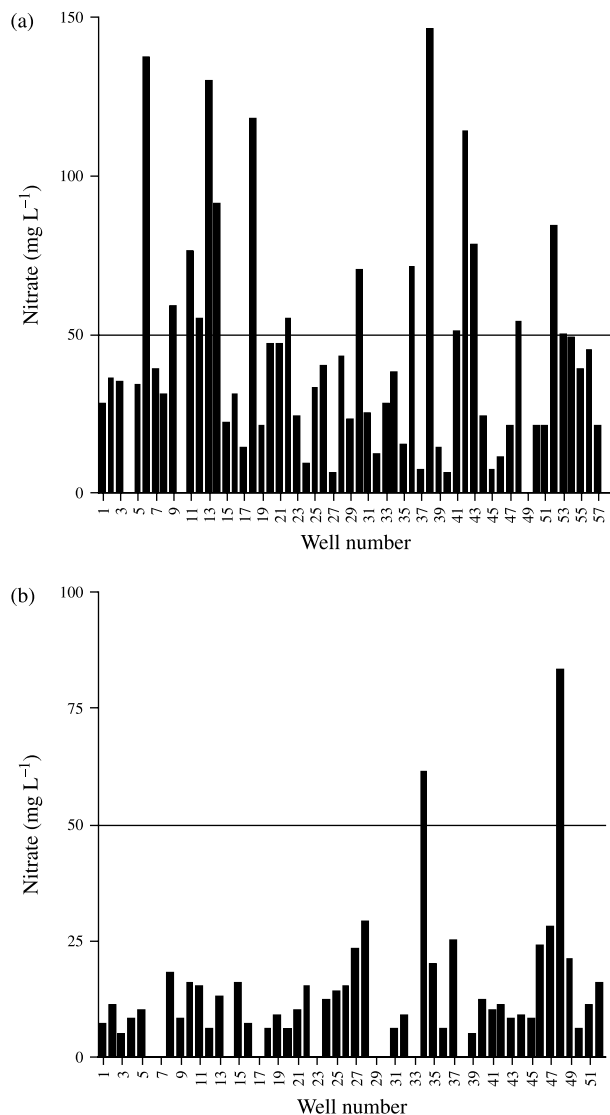 (a)
150
100
50
0
Nitrate (mg L⁻¹)
1 3 5 7 9 11 13 15 17 19 21 23 25 27 29 31 33 35 37 39 41 43 45 47 49 51 53 55 57
Well number
(b)
100
75
50
25
0
Nitrate (mg L⁻¹)
1 3 5 7 9 11 13 15 17 19 21 23 25 27 29 31 33 35 37 39 41 43 45 47 49 51
Well number